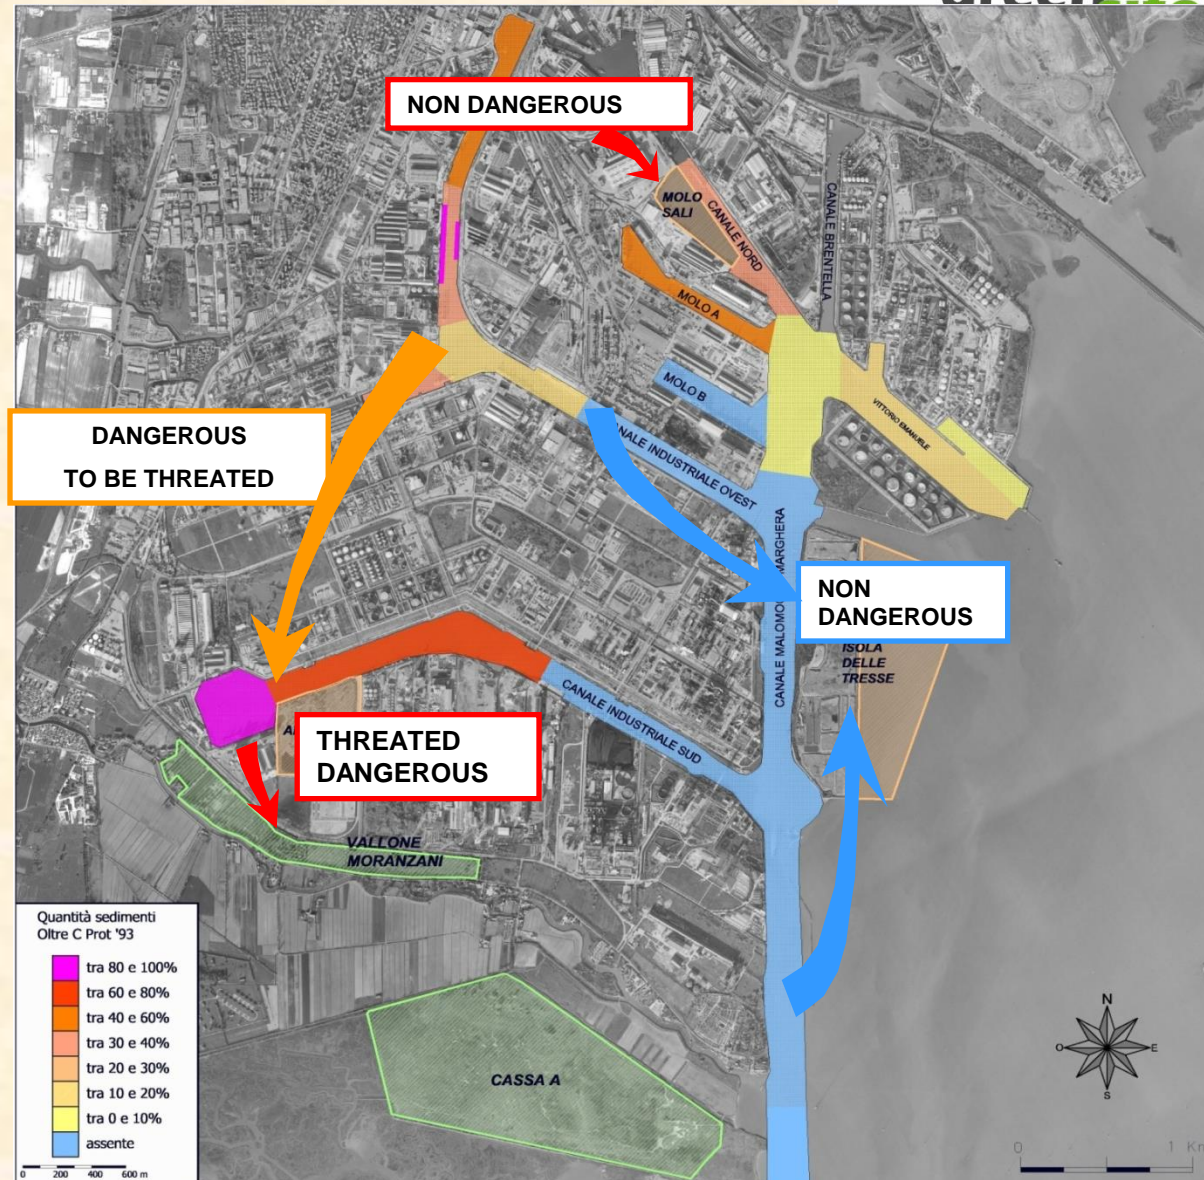 NON DANGEROUS
MOLO
SALI
CANALE NORD
CANALE BRENTELLA
MOLO A
MOLO B
VITTORIO EMANUELE
DANGEROUS
TO BE THREATED
NALE INDUSTRIALE OVEST
CANALE MALOMOC
MARGHERA
NON
DANGEROUS
ISOLA
DELLE
TRESSE
CANALE INDUSTRIALE SUD
THREATED
DANGEROUS
VALLONE
MORANZANI
CASSA A
Quantità sedimenti
Oltre C Prot '93
tra 80 e 100%
tra 60 e 80%
tra 40 e 60%
tra 30 e 40%
tra 20 e 30%
tra 10 e 20%
tra 0 e 10%
assente
0 200 400 600 m
N
O E
S
0 1 Km